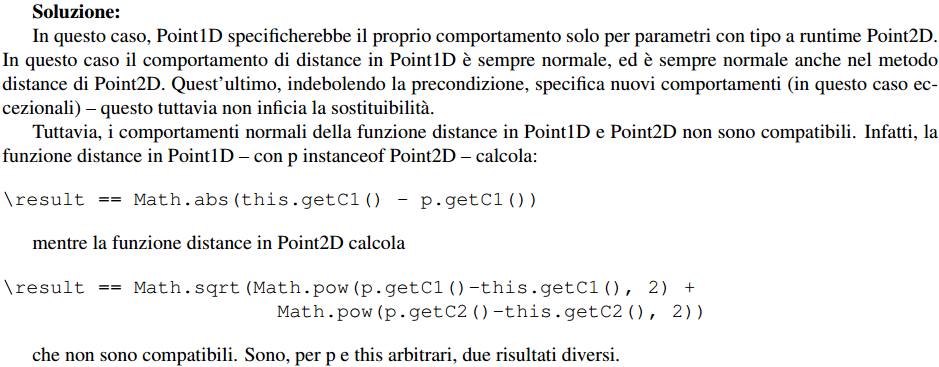 Soluzione:
In questo caso, Point1D specificherebbe il proprio comportamento solo per parametri con tipo a runtime Point2D.
In questo caso il comportamento di distance in Point1D è sempre normale, ed è sempre normale anche nel metodo
distance di Point2D. Quest'ultimo, indebolendo la precondizione, specifica nuovi comportamenti (in questo caso ec-
cezionali) – questo tuttavia non inficia la sostituibilità.
Tuttavia, i comportamenti normali della funzione distance in Point1D e Point2D non sono compatibili. Infatti, la
funzione distance in Point1D – con p instanceof Point2D – calcola:
\result == Math.abs(this.getC1() - p.getC1())
mentre la funzione distance in Point2D calcola
\result == Math.sqrt(Math.pow(p.getC1()-this.getC1(), 2) +
Math.pow(p.getC2()-this.getC2(), 2))
che non sono compatibili. Sono, per p e this arbitrari, due risultati diversi.